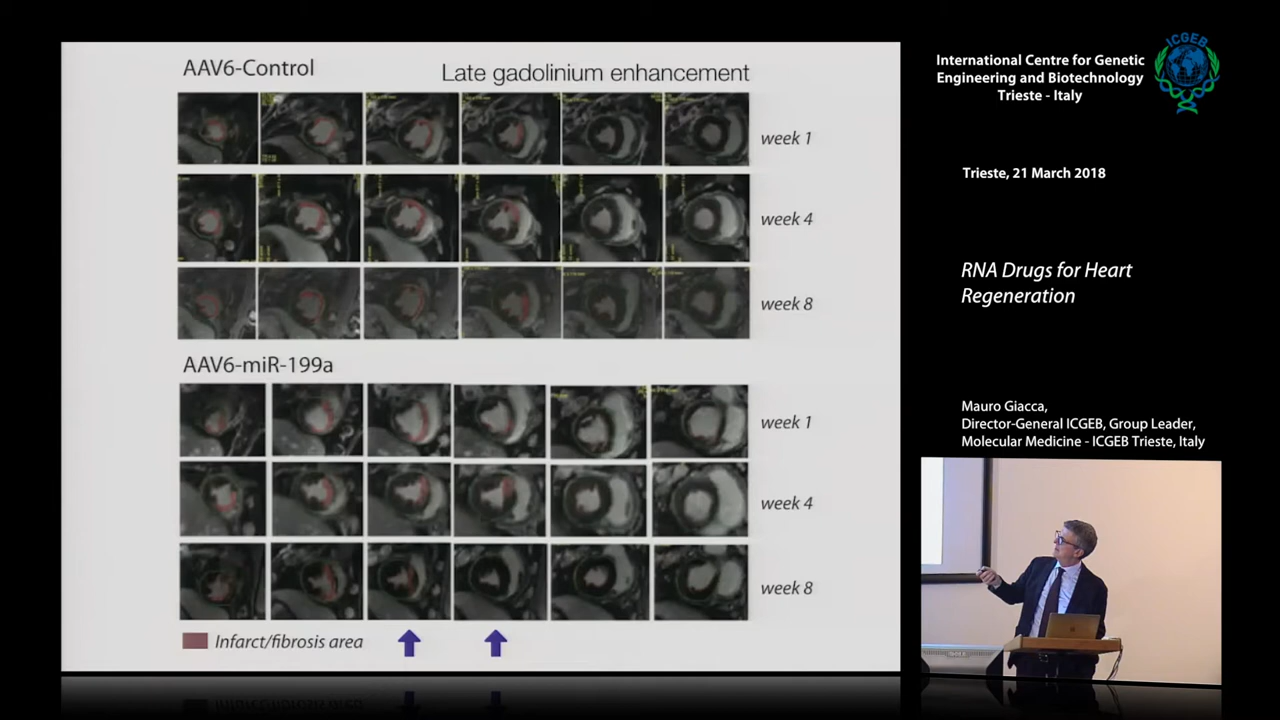 AAV6-Control
Late gadolinium enhancement
week 1
week 4
week 8
AAV6-miR-199a
week 1
week 4
week 8
Infarct/fibrosis area
International Centre for Genetic
Engineering and Biotechnology
Trieste - Italy
ICGEB
Trieste, 21 March 2018
RNA Drugs for Heart
Regeneration
Mauro Giacca,
Director-General ICGEB, Group Leader,
Molecular Medicine - ICGEB Trieste, Italy